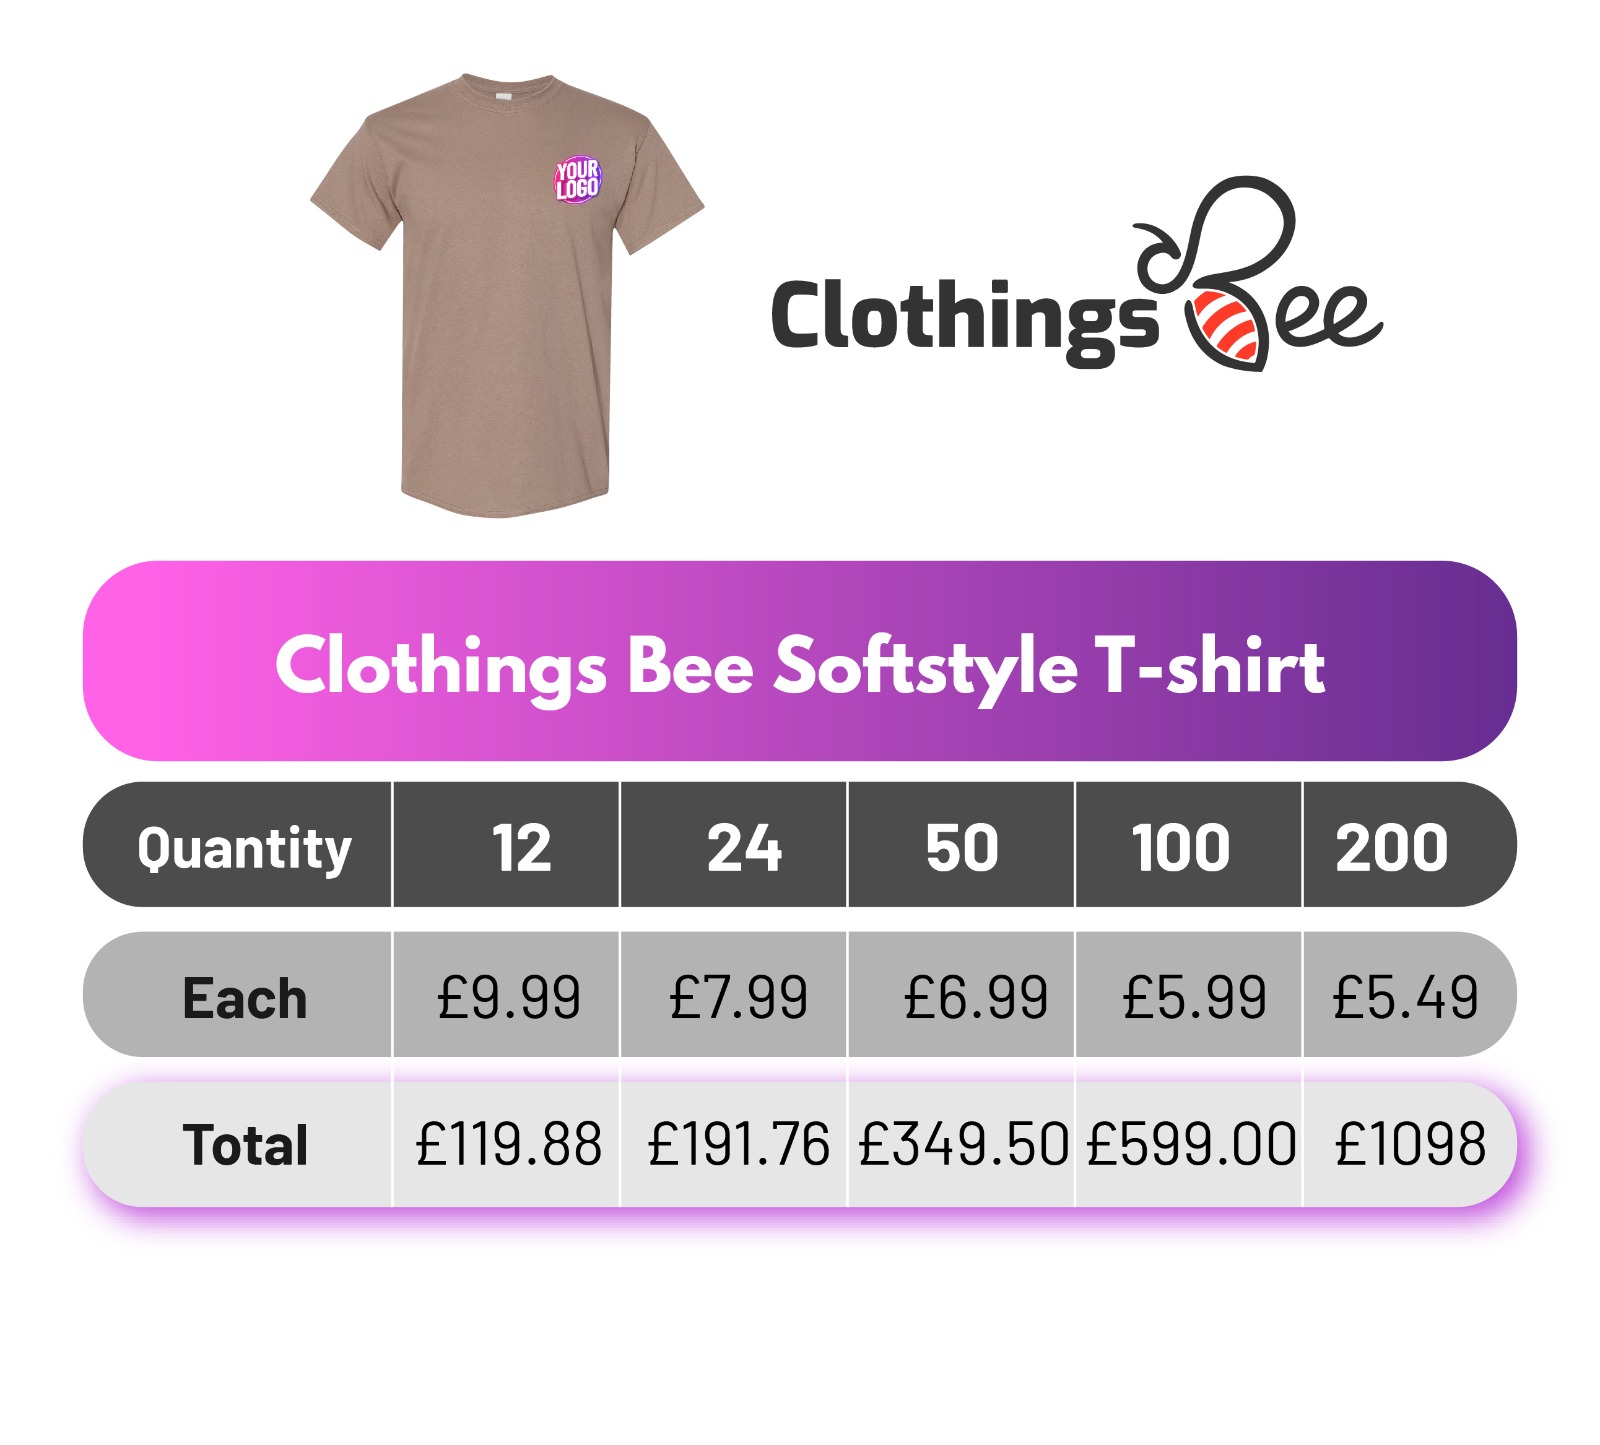 YOUR
LOGO
Clothings Bee
Clothings Bee Softstyle T-shirt
Quantity 12 24 50 100 200
Each £9.99 £7.99 £6.99 £5.99 £5.49
Total £119.88 £191.76 £349.50 £599.00 £1098